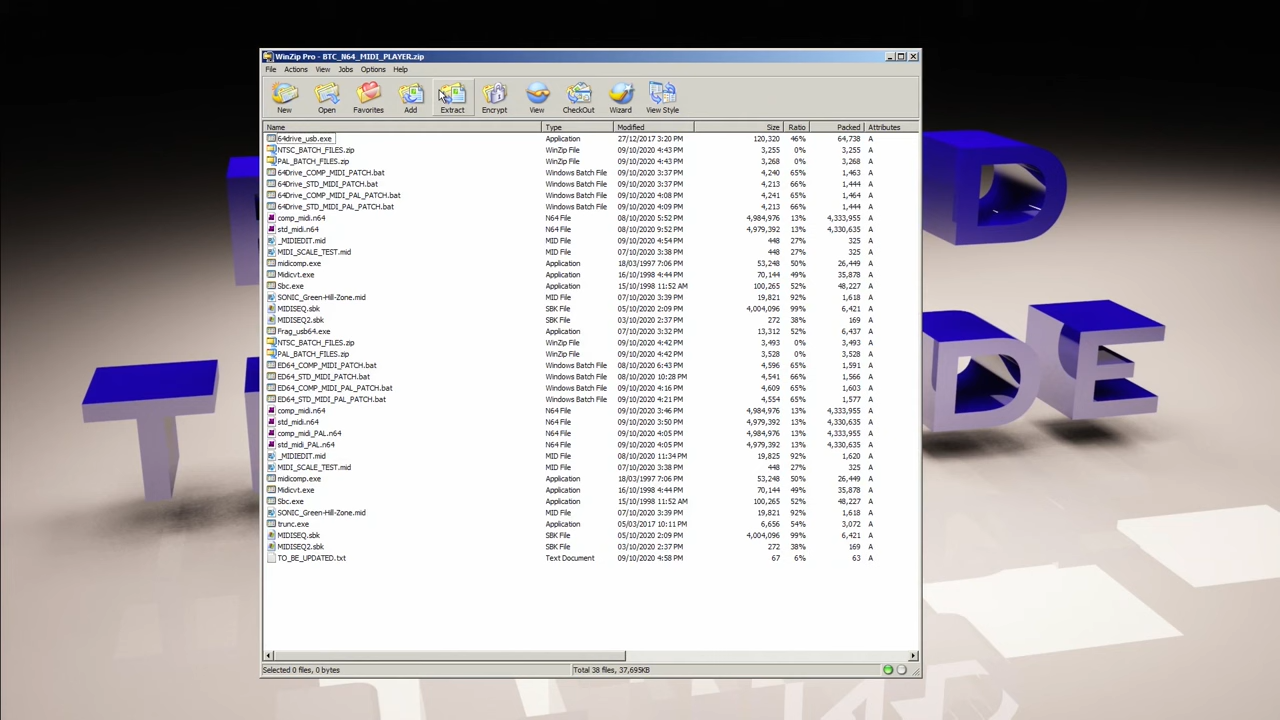 WinZip Pro - BTC_N64_MIDI_PLAYER.zip
File Actions View Jobs Options Help
New Open Favorites Add Extract Encrypt View CheckOut Wizard View Style
Name Type Modified Size Ratio Packed Attributes
64drive_usb.exe Application 27/12/2017 3:20 PM 120,320 46% 64,738 A
NTSC_BATCH_FILES.zip WinZip File 09/10/2020 4:43 PM 3,255 0% 3,255 A
PAL_BATCH_FILES.zip WinZip File 09/10/2020 4:43 PM 3,268 0% 3,268 A
64Drive_COMP_MIDI_PATCH.bat Windows Batch File 09/10/2020 3:37 PM 4,240 65% 1,463 A
64Drive_STD_MIDI_PATCH.bat Windows Batch File 09/10/2020 3:37 PM 4,213 66% 1,444 A
64Drive_COMP_MIDI_PAL_PATCH.bat Windows Batch File 09/10/2020 4:08 PM 4,241 65% 1,464 A
64Drive_STD_MIDI_PAL_PATCH.bat Windows Batch File 09/10/2020 4:09 PM 4,213 66% 1,444 A
comp_midi.n64 N64 File 08/10/2020 5:52 PM 4,984,976 13% 4,333,955 A
std_midi.n64 N64 File 08/10/2020 9:52 PM 4,979,392 13% 4,330,635 A
_MIDIEDIT.mid MID File 09/10/2020 4:54 PM 448 27% 325 A
MIDI_SCALE_TEST.mid MID File 07/10/2020 3:38 PM 448 27% 325 A
midicomp.exe Application 18/03/1997 7:06 PM 53,248 50% 26,449 A
Midicvt.exe Application 16/10/1998 4:44 PM 70,144 49% 35,878 A
Sbc.exe Application 15/10/1998 11:52 AM 100,265 52% 48,227 A
SONIC_Green-Hill-Zone.mid MID File 07/10/2020 3:39 PM 19,821 92% 1,618 A
MIDISEQ.sbk SBK File 05/10/2020 2:09 PM 4,004,096 99% 6,421 A
MIDISEQ2.sbk SBK File 03/10/2020 2:37 PM 272 38% 169 A
Frag_usb64.exe Application 07/10/2020 3:32 PM 13,312 52% 6,437 A
NTSC_BATCH_FILES.zip WinZip File 09/10/2020 4:42 PM 3,493 0% 3,493 A
PAL_BATCH_FILES.zip WinZip File 09/10/2020 4:42 PM 3,528 0% 3,528 A
ED64_COMP_MIDI_PATCH.bat Windows Batch File 08/10/2020 6:43 PM 4,596 65% 1,591 A
ED64_STD_MIDI_PATCH.bat Windows Batch File 08/10/2020 10:28 PM 4,541 66% 1,566 A
ED64_COMP_MIDI_PAL_PATCH.bat Windows Batch File 09/10/2020 4:16 PM 4,609 65% 1,601 A
ED64_STD_MIDI_PAL_PATCH.bat Windows Batch File 09/10/2020 4:21 PM 4,554 65% 1,577 A
comp_midi.n64 N64 File 09/10/2020 3:46 PM 4,984,976 13% 4,333,955 A
std_midi.n64 N64 File 09/10/2020 3:50 PM 4,979,392 13% 4,330,635 A
comp_midi_PAL.n64 N64 File 09/10/2020 4:05 PM 4,984,976 13% 4,333,955 A
std_midi_PAL.n64 N64 File 09/10/2020 4:05 PM 4,979,392 13% 4,330,635 A
_MIDIEDIT.mid MID File 08/10/2020 11:34 PM 19,825 92% 1,620 A
MIDI_SCALE_TEST.mid MID File 07/10/2020 3:38 PM 448 27% 325 A
midicomp.exe Application 18/03/1997 7:06 PM 53,248 50% 26,449 A
Midicvt.exe Application 16/10/1998 4:44 PM 70,144 49% 35,878 A
Sbc.exe Application 15/10/1998 11:52 AM 100,265 52% 48,227 A
SONIC_Green-Hill-Zone.mid MID File 07/10/2020 3:39 PM 19,821 92% 1,618 A
trunc.exe Application 05/03/2017 10:11 PM 6,656 54% 3,072 A
MIDISEQ.sbk SBK File 05/10/2020 2:09 PM 4,004,096 99% 6,421 A
MIDISEQ2.sbk SBK File 03/10/2020 2:37 PM 272 38% 169 A
TO_BE_UPDATED.txt Text Document 09/10/2020 4:58 PM 67 6% 63 A
Selected 0 files, 0 bytes Total 38 files, 37,695KB